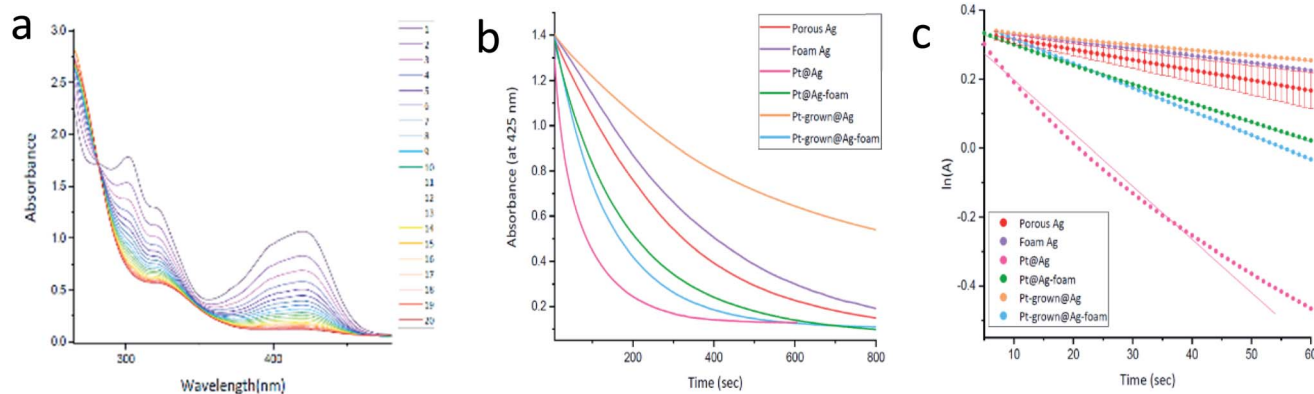 a
3.0
2.5
2.0
1.5
1.0
0.5
0.0
Absorbance
300
400
Wavelength(nm)
1
2
3
4
5
6
7
8
9
10
11
12
13
14
15
16
17
18
19
20
b
1.4
1.2
1.0
0.8
0.6
0.4
0.2
Absorbance (at 425 nm)
200
400
600
800
Time (sec)
Porous Ag
Foam Ag
Pt@Ag
Pt@Ag-foam
Pt-grown@Ag
Pt-grown@Ag-foam
c
0.4
0.2
0.0
-0.2
-0.4
ln(A)
10
20
30
40
50
60
Time (sec)
Porous Ag
Foam Ag
Pt@Ag
Pt@Ag-foam
Pt-grown@Ag
Pt-grown@Ag-foam